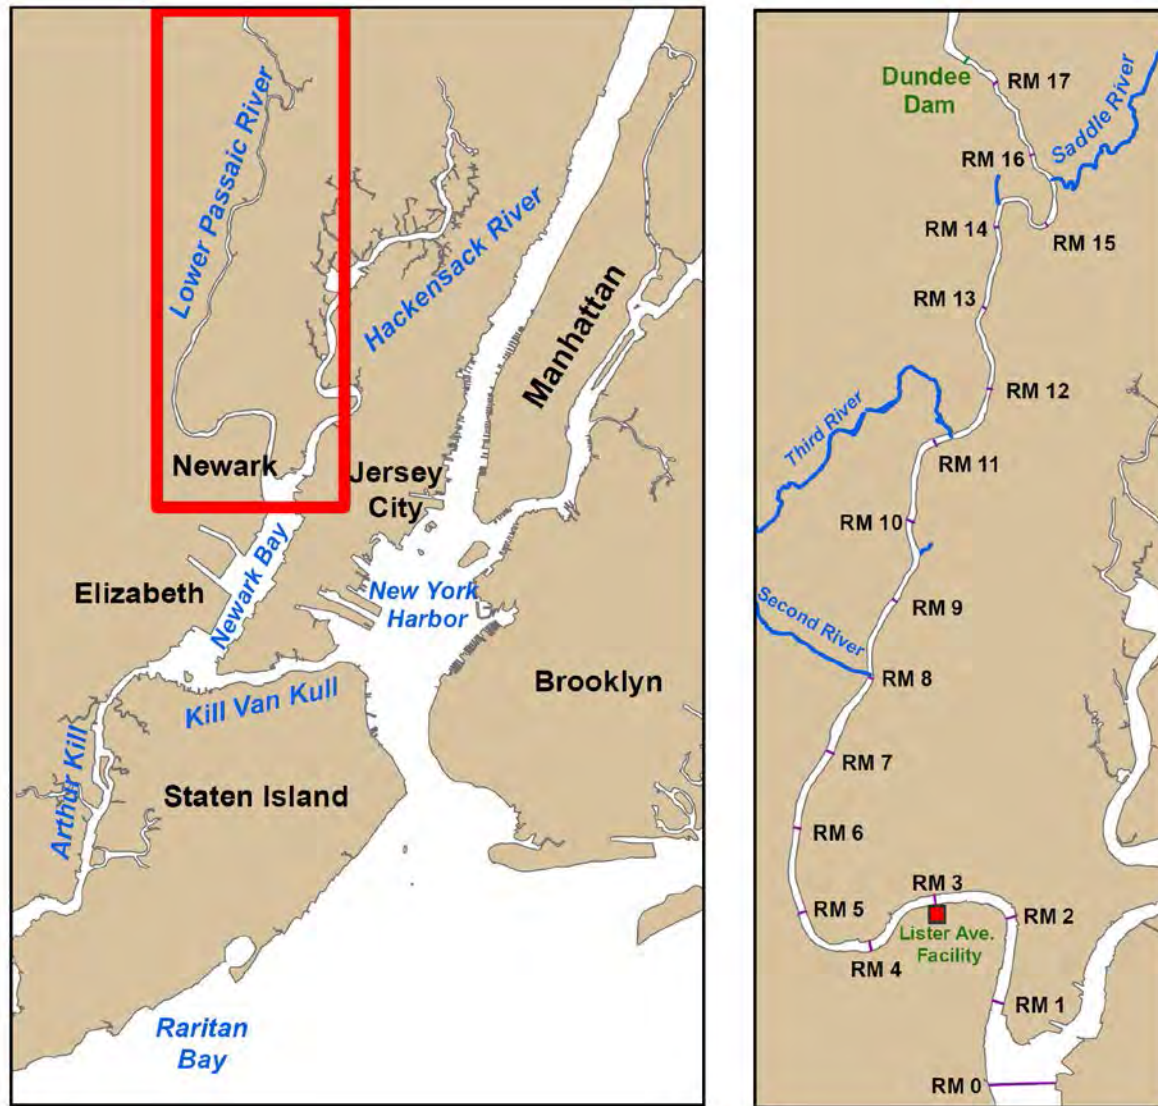 Lower Passaic River
Hackensack River
Manhattan
Newark
Jersey
City
Elizabeth
Newark Bay
New York
Harbor
Kill Van Kull
Brooklyn
Arthur Kill
Staten Island
Raritan
Bay
Dundee
Dam
RM 17
Saddle River
RM 16
RM 14
RM 15
RM 13
RM 12
Third River
RM 11
RM 10
Second River
RM 9
RM 8
RM 7
RM 6
RM 3
RM 5
RM 2
Lister Ave.
Facility
RM 4
RM 1
RM 0